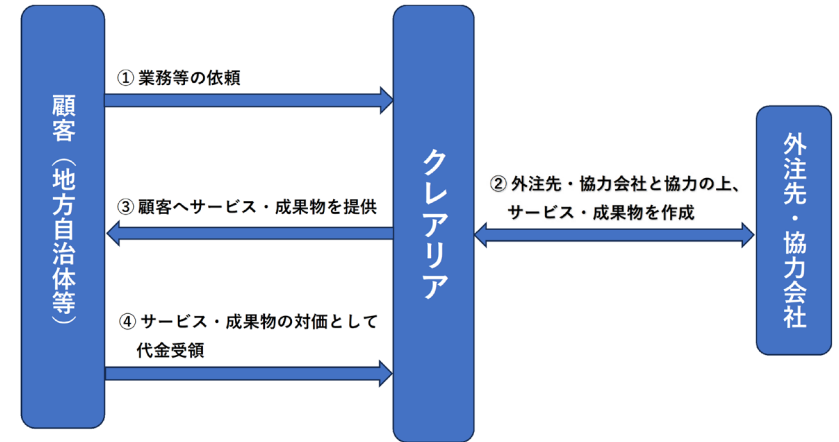 顧客（地方自治体等）
① 業務等の依頼
③ 顧客へサービス・成果物を提供
④ サービス・成果物の対価として
代金受領
クレアリア
② 外注先・協力会社と協力の上、
サービス・成果物を作成
外注先・協力会社